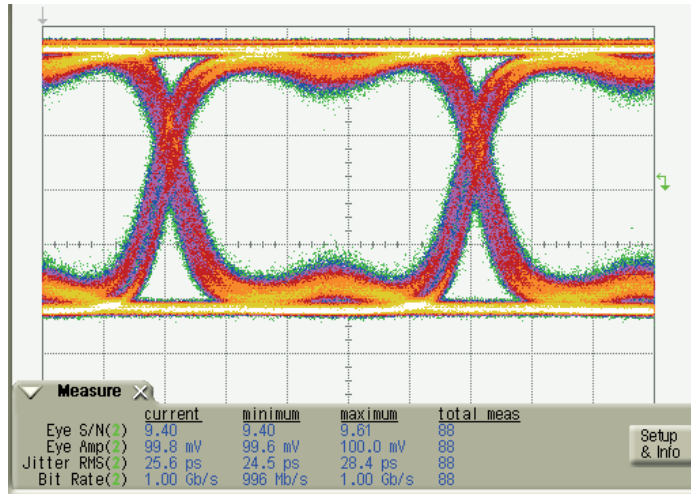 Measure
current minimum maximum total meas
Eye S/N(2) 9.40 9.40 9.61 88
Eye Amp(2) 99.8 mV 99.6 mV 100.0 mV 88
Jitter RMS(2) 25.6 ps 24.5 ps 28.4 ps 88
Bit Rate(2) 1.00 Gb/s 996 Mb/s 1.00 Gb/s 88
Setup
& Info